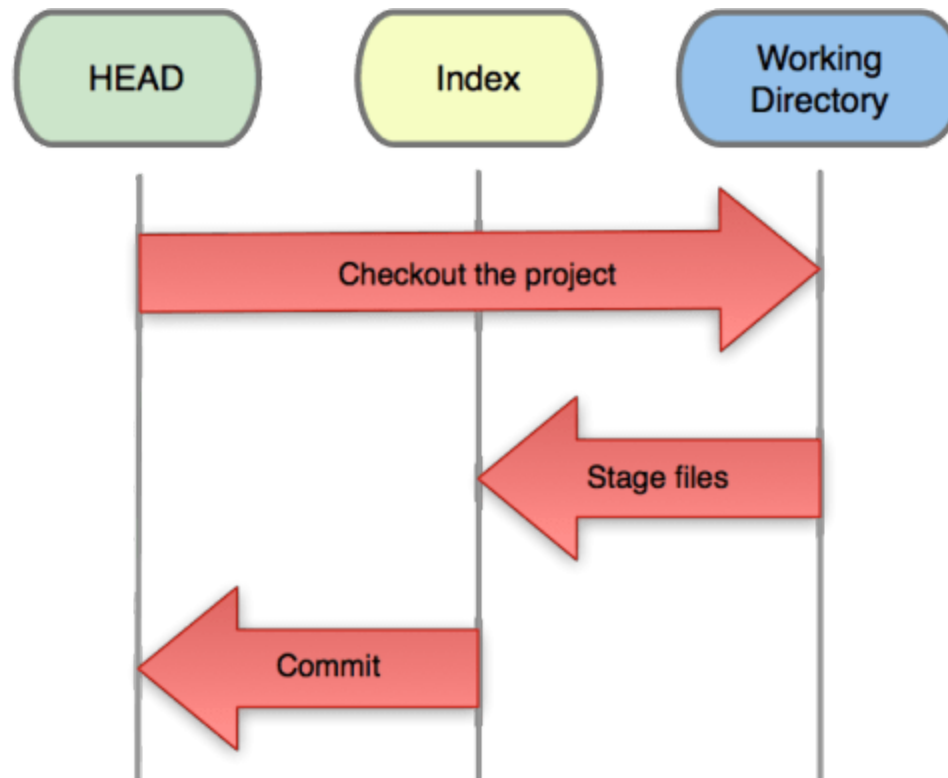 HEAD
Index
Working
Directory
Checkout the project
Stage files
Commit